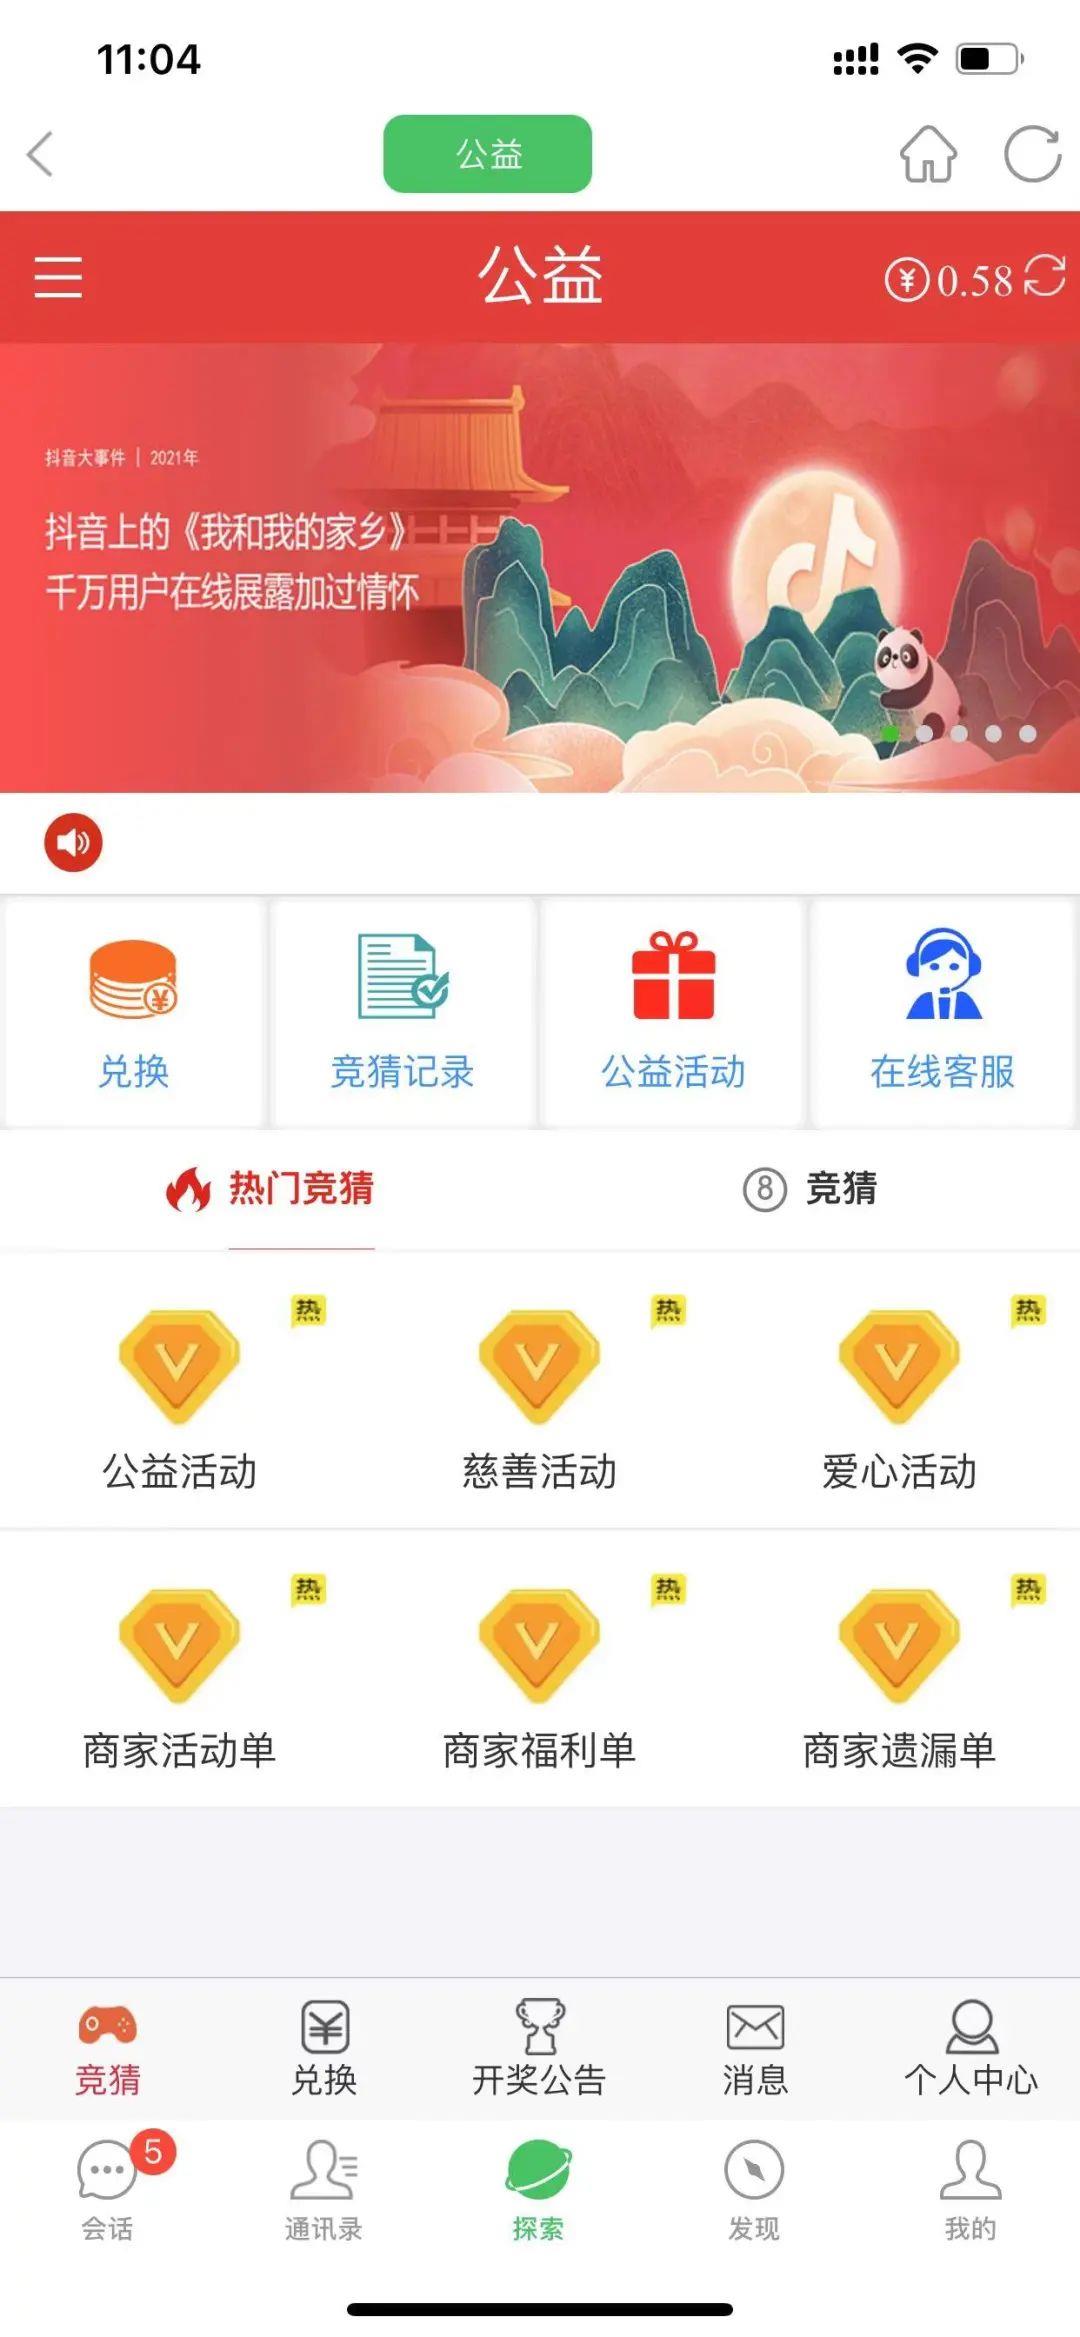 11:04
公益
公益
¥0.58
抖音大事件 | 2021年
抖音上的《我和我的家乡》
千万用户在线展露加过情怀
兑换
竞猜记录
公益活动
在线客服
热门竞猜
8 竞猜
热
热
热
公益活动
慈善活动
爱心活动
热
热
热
商家活动单
商家福利单
商家遗漏单
竞猜
兑换
开奖公告
消息
个人中心
5
会话
通讯录
探索
发现
我的